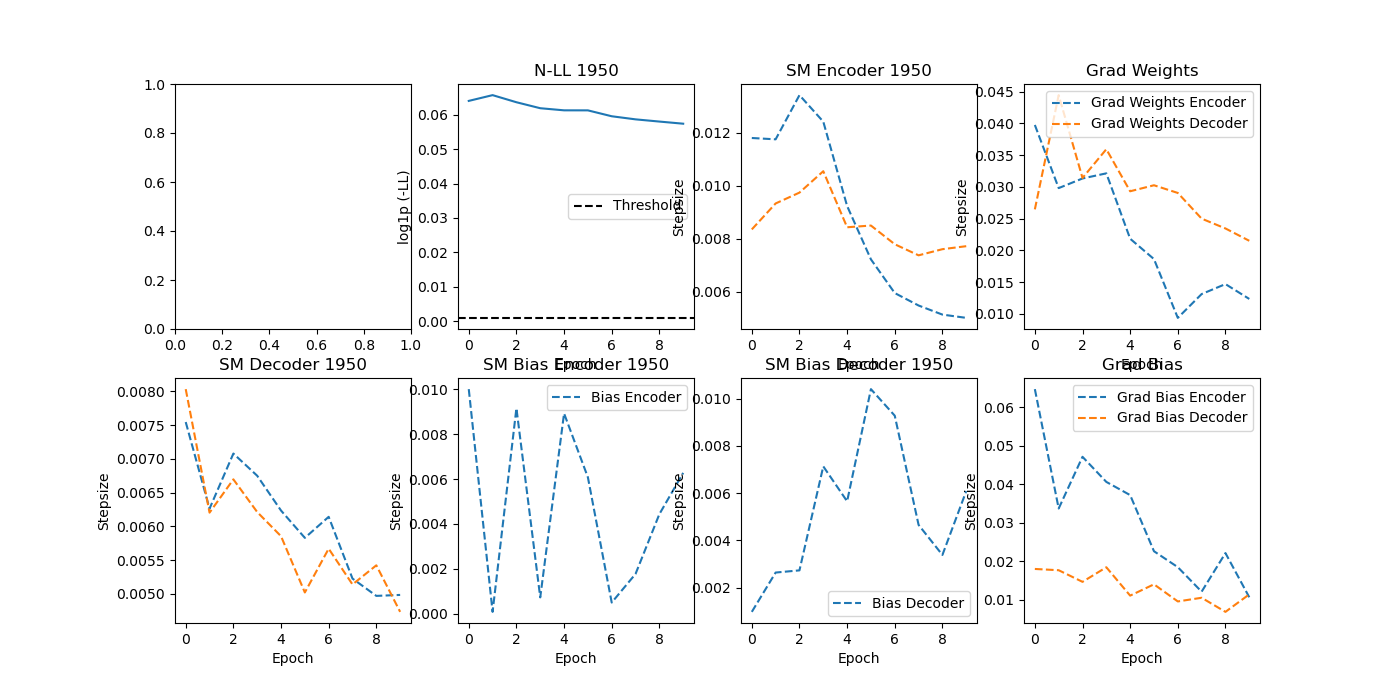 1.0
0.8
0.6
0.4
0.2
0.0
0.0 0.2 0.4 0.6 0.8 1.0
N-LL 1950
log1p (-LL)
0.06
0.05
0.04
0.03
0.02
0.01
0.00
Threshold
0 2 4 6 8
Epoch
SM Encoder 1950
Stepsize
0.012
0.010
0.008
0.006
0 2 4 6 8
Epoch
Grad Weights
Stepsize
0.045
0.040
0.035
0.030
0.025
0.020
0.015
0.010
Grad Weights Encoder
Grad Weights Decoder
0 2 4 6 8
Epoch
SM Decoder 1950
Stepsize
0.0080
0.0075
0.0070
0.0065
0.0060
0.0055
0.0050
0 2 4 6 8
Epoch
SM Bias Encoder 1950
Stepsize
0.010
0.008
0.006
0.004
0.002
0.000
Bias Encoder
0 2 4 6 8
Epoch
SM Bias Decoder 1950
Stepsize
0.010
0.008
0.006
0.004
0.002
Bias Decoder
0 2 4 6 8
Epoch
Grad Bias
Stepsize
0.06
0.05
0.04
0.03
0.02
0.01
Grad Bias Encoder
Grad Bias Decoder
0 2 4 6 8
Epoch